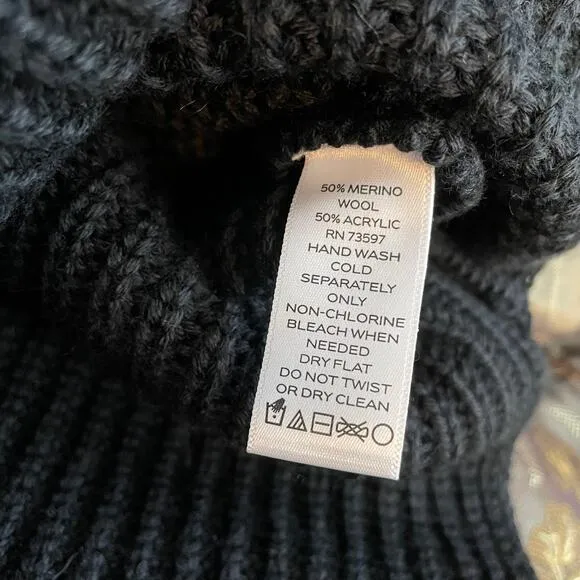 50% MERINO
WOOL
50% ACRYLIC
RN 73597
HAND WASH
COLD
SEPARATELY
ONLY
NON-CHLORINE
BLEACH WHEN
NEEDED
DRY FLAT
DO NOT TWIST
OR DRY CLEAN